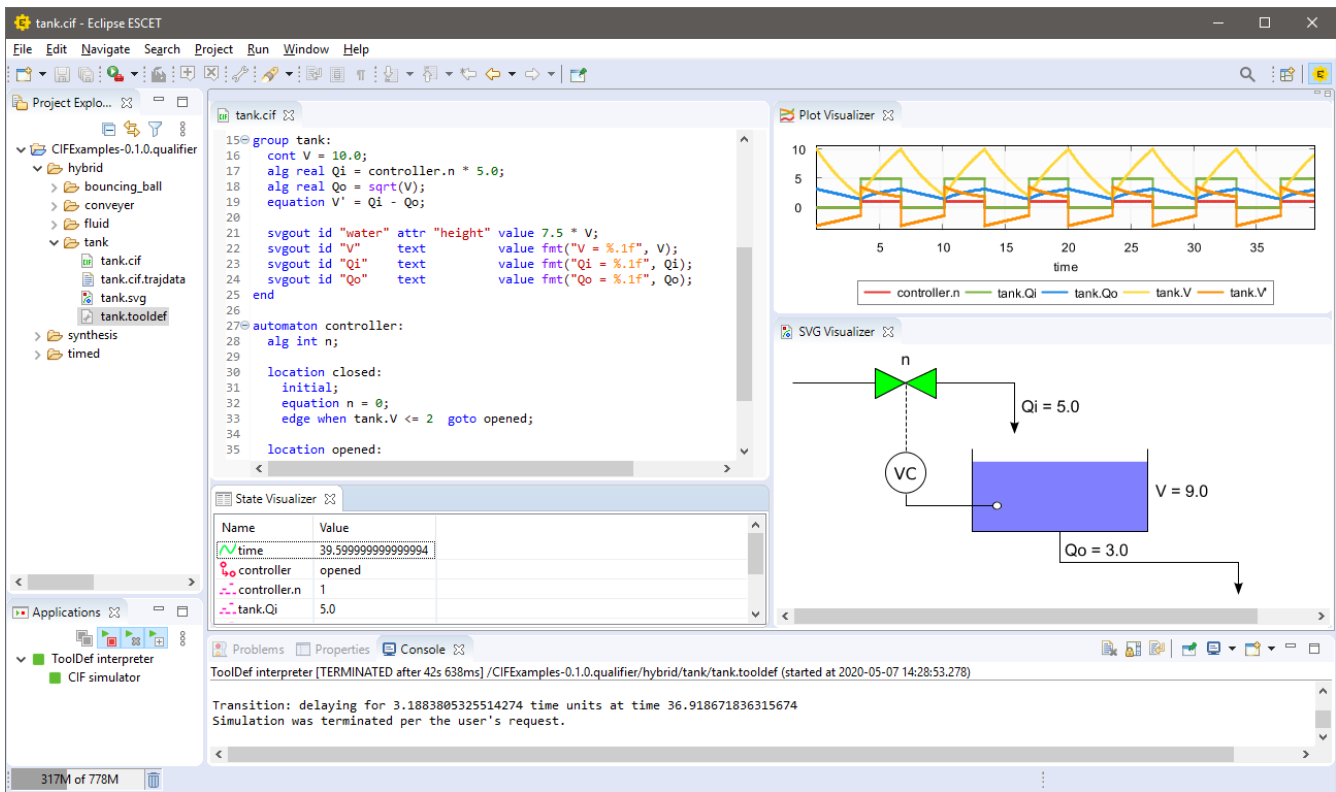 tank.cif - Eclipse ESCET
File Edit Navigate Search Project Run Window Help
Project Explo...
CIFExamples-0.1.0.qualifier
hybrid
bouncing_ball
conveyer
fluid
tank
tank.cif
tank.cif.trajdata
tank.svg
tank.tooldef
synthesis
timed
Applications
ToolDef interpreter
CIF simulator
317M of 778M
tank.cif
15 group tank:
16 cont V = 10.0;
17 alg real Qi = controller.n * 5.0;
18 alg real Qo = sqrt(V);
19 equation V' = Qi - Qo;
20
21 svgout id "water" attr "height" value 7.5 * V;
22 svgout id "V" text value fmt("V = %.1f", V);
23 svgout id "Qi" text value fmt("Qi = %.1f", Qi);
24 svgout id "Qo" text value fmt("Qo = %.1f", Qo);
25 end
26
27 automaton controller:
28 alg int n;
29
30 location closed:
31 initial;
32 equation n = 0;
33 edge when tank.V <= 2 goto opened;
34
35 location opened:
State Visualizer
Name Value
time 39.599999999999994
controller opened
controller.n 1
tank.Qi 5.0
Plot Visualizer
10
5
0
5 10 15 20 25 30 35
time
controller.n tank.Qi tank.Qo tank.V tank.V'
SVG Visualizer
n
Qi = 5.0
VC
V = 9.0
Qo = 3.0
Problems Properties Console
ToolDef interpreter [TERMINATED after 42s 638ms] /CIFExamples-0.1.0.qualifier/hybrid/tank/tank.tooldef (started at 2020-05-07 14:28:53.278)
Transition: delaying for 3.1883805325514274 time units at time 36.918671836315674
Simulation was terminated per the user's request.